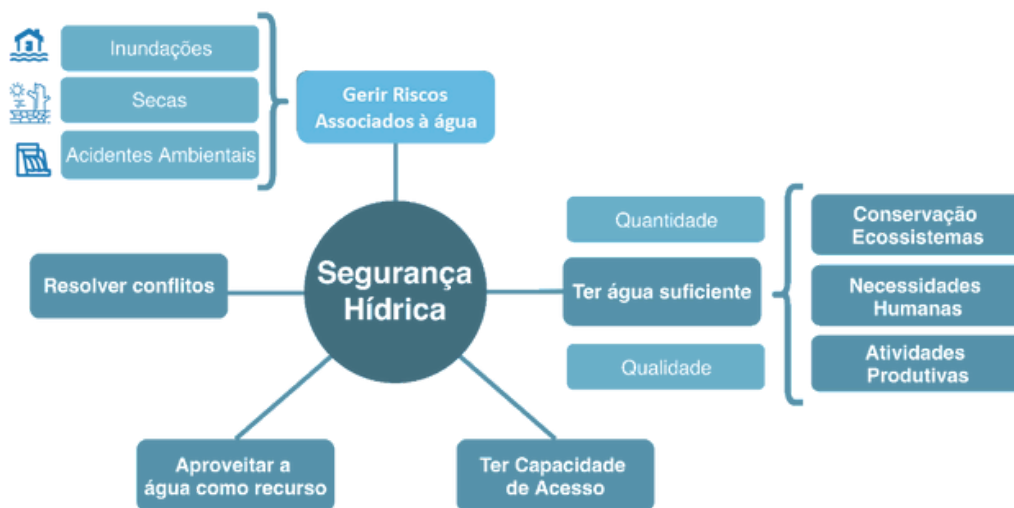 Inundações
Secas
Acidentes Ambientais
Gerir Riscos
Associados à água
Segurança
Hídrica
Resolver conflitos
Quantidade
Ter água suficiente
Qualidade
Conservação
Ecossistemas
Necessidades
Humanas
Atividades
Produtivas
Aproveitar a
água como recurso
Ter Capacidade
de Acesso